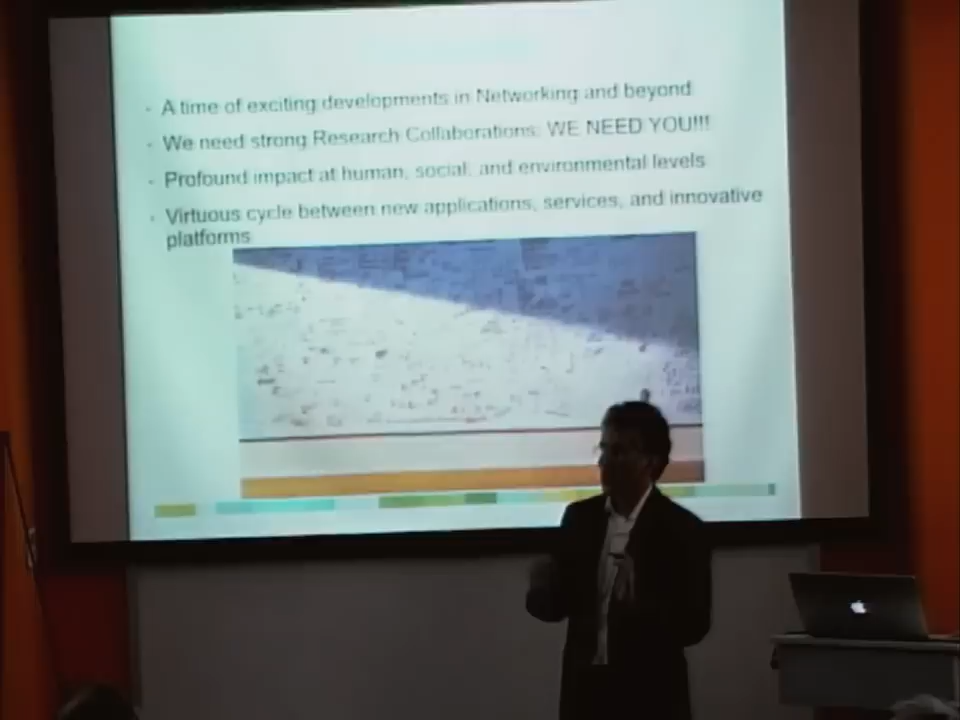 - A time of exciting developments in Networking and beyond
- We need strong Research Collaborations: WE NEED YOU!!!
- Profound impact at human, social, and environmental levels
- Virtuous cycle between new applications, services, and innovative
platforms